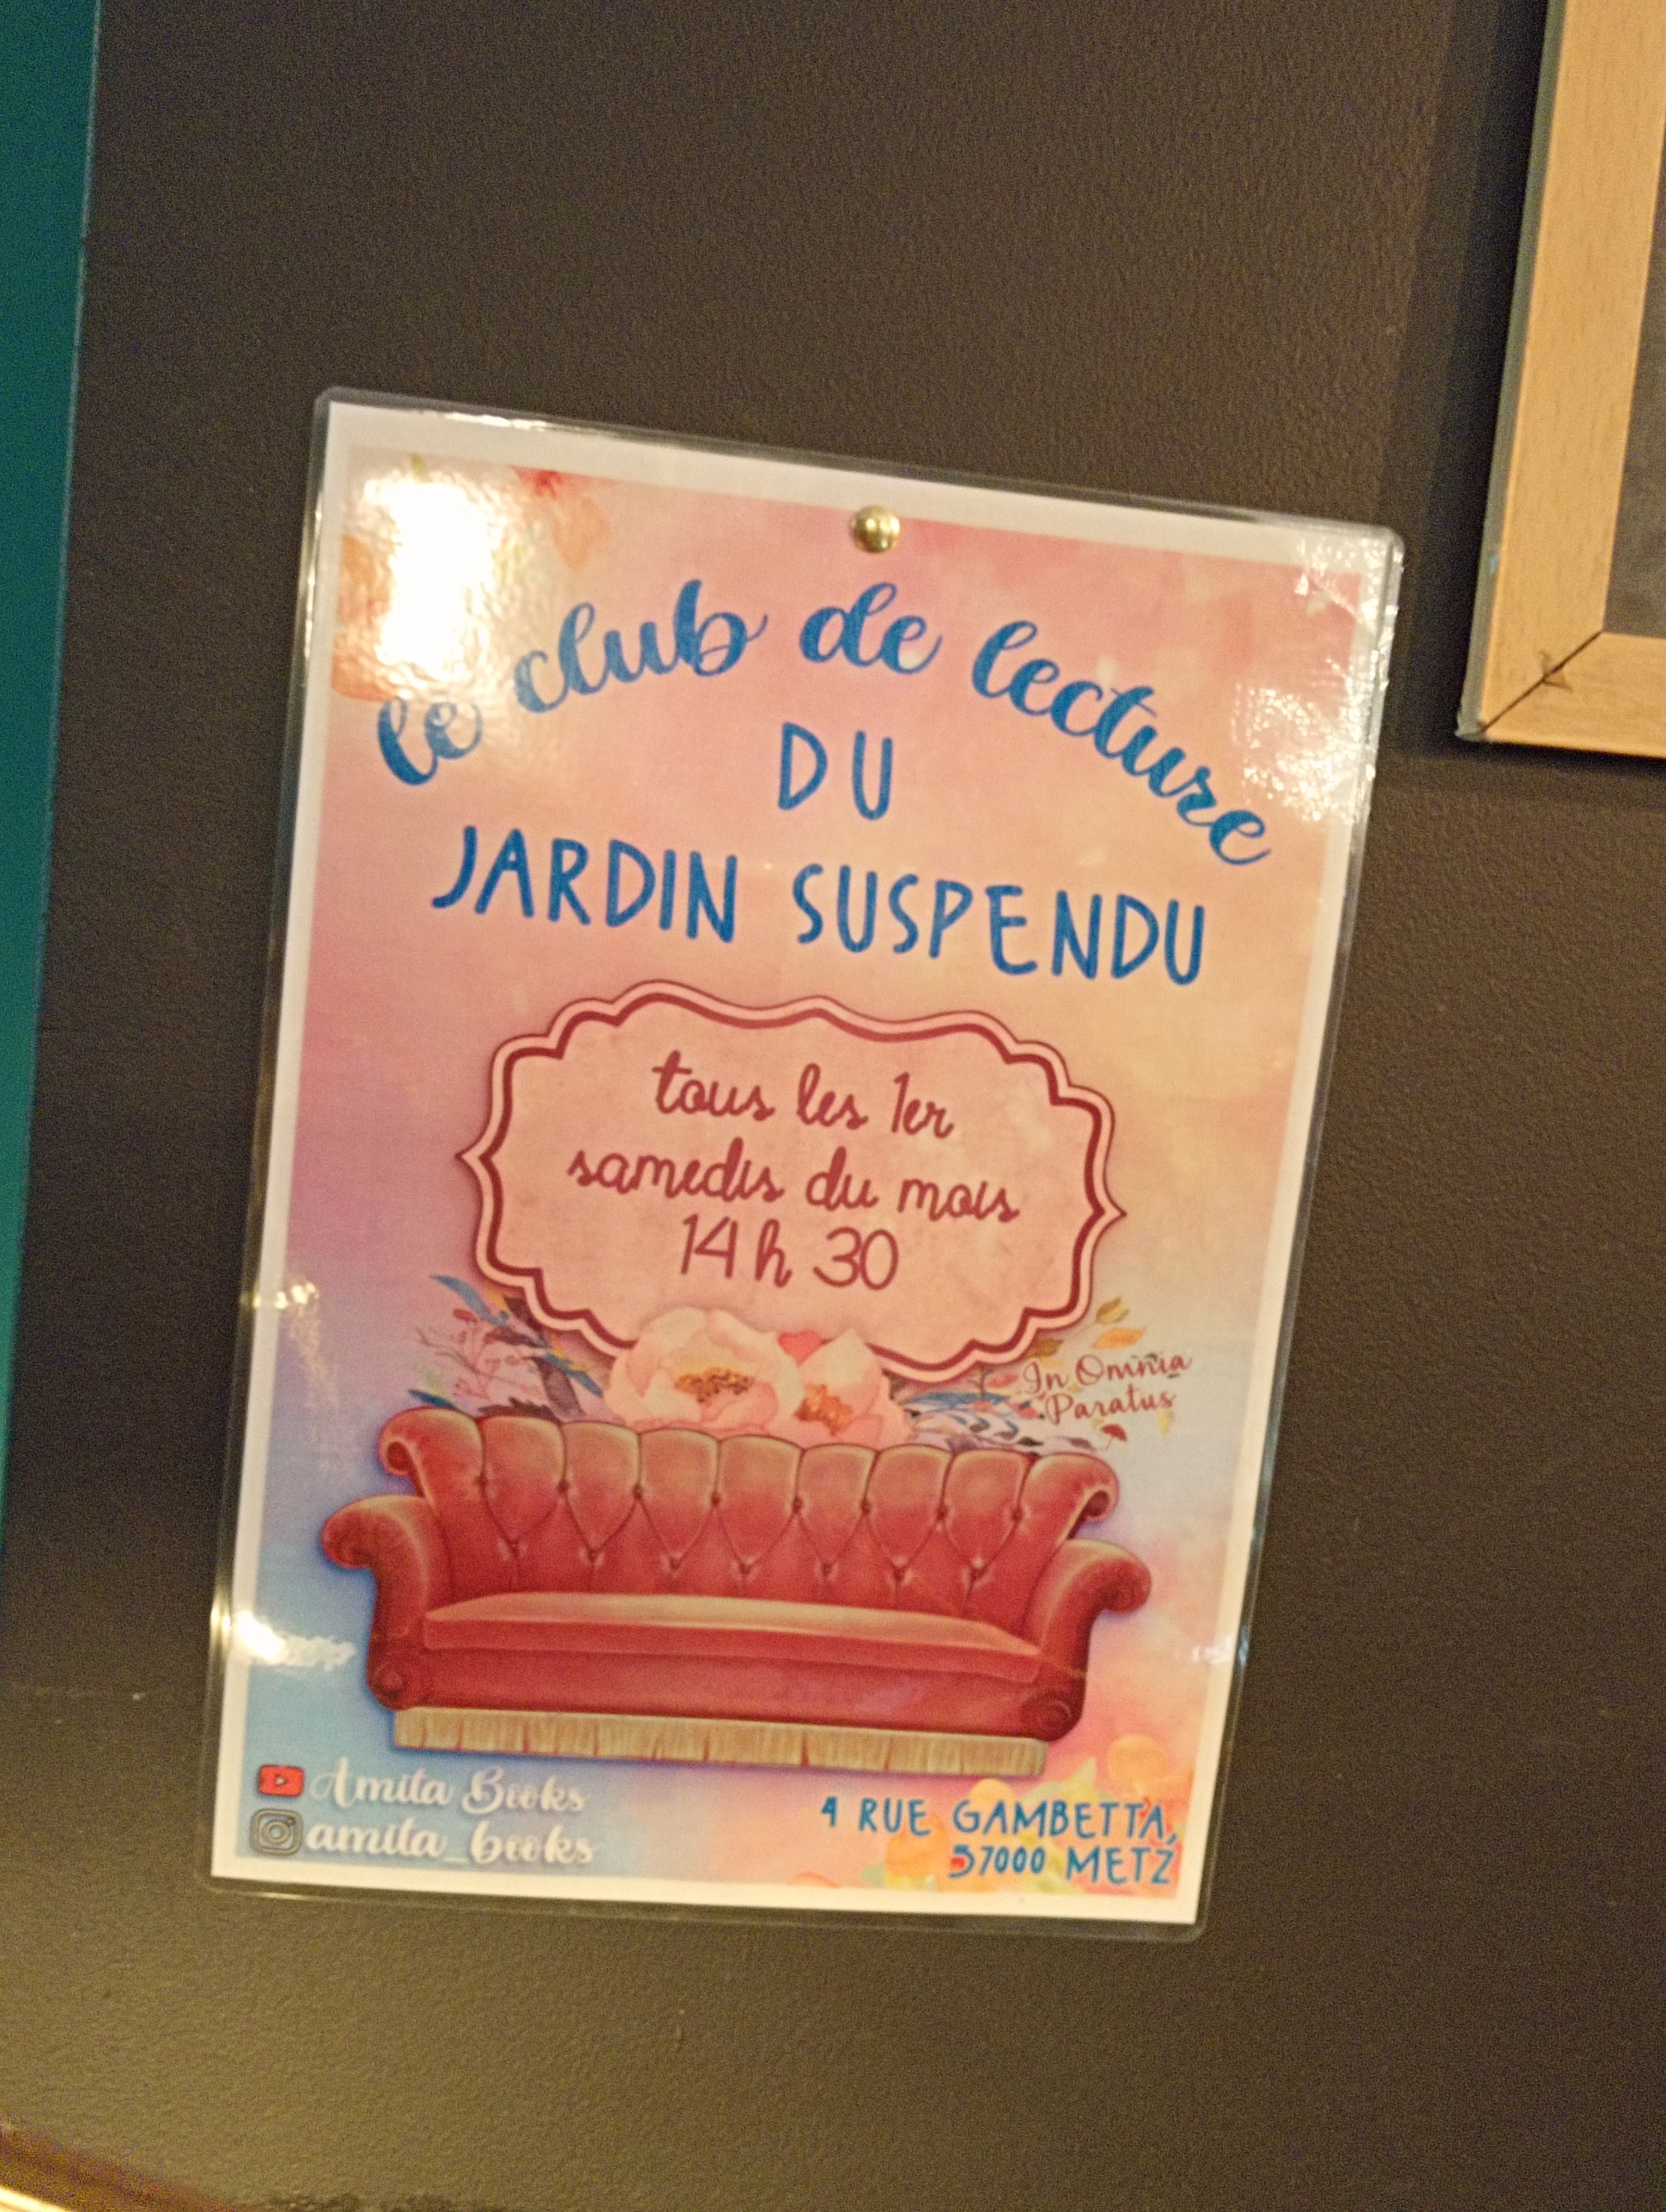 le club de lecture
DU
JARDIN SUSPENDU
tous les 1er
samedis du mois
14 h 30
In Omnia
Paratus
Amita Books
amita_books
4 RUE GAMBETTA,
57000 METZ